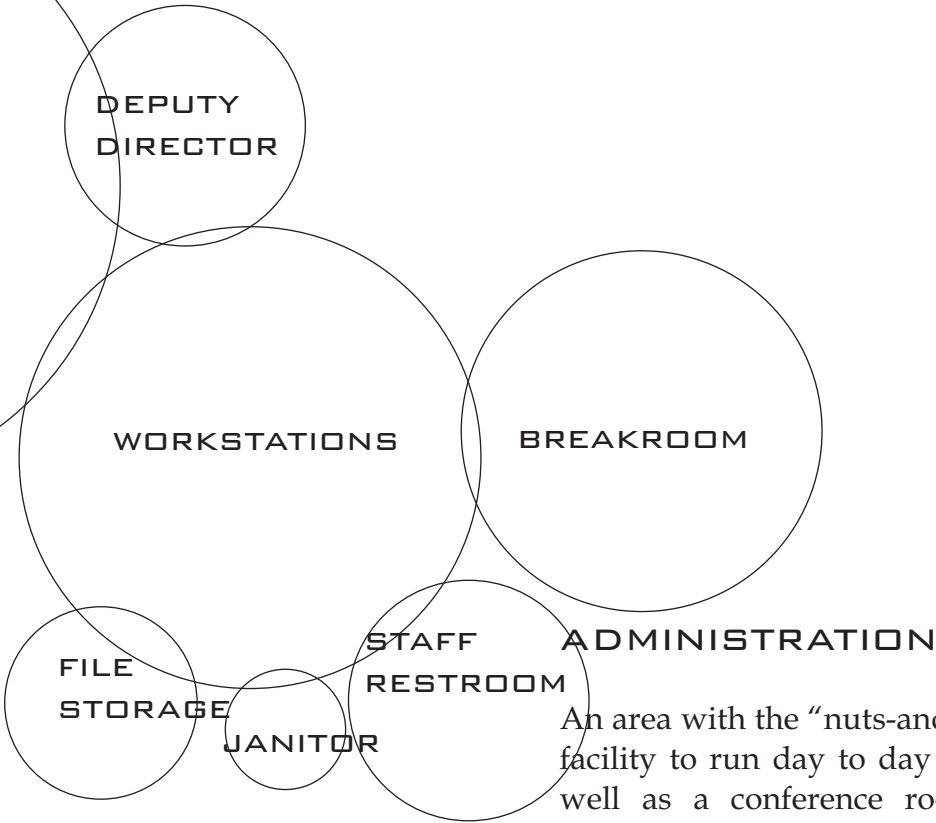 DEPUTY
DIRECTOR
WORKSTATIONS
BREAKROOM
FILE
STORAGE
JANITOR
STAFF
RESTROOM
ADMINISTRATION
An area with the “nuts-and
facility to run day to day
well as a conference